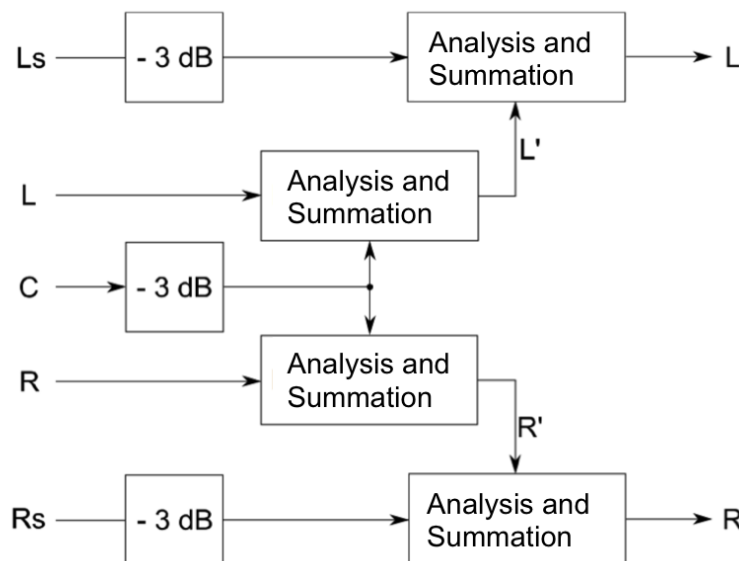 Ls
- 3 dB
Analysis and
Summation
L
L'
L
Analysis and
Summation
C
- 3 dB
R
Analysis and
Summation
R'
Rs
- 3 dB
Analysis and
Summation
R